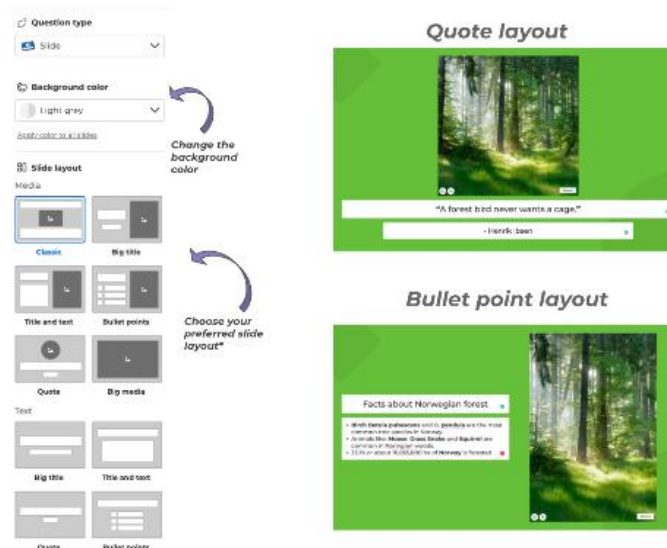 Question type
Slide
Background color
Light grey
Apply color to all slides
Change the
background
color
Slide layout
Media
Classic
Big title
Title and text
Bullet points
Choose your
preferred slide
layout*
Quote
Big media
Text
Big title
Title and text
Quote
Bullet points
Quote layout
"A forest bird never wants a cage."
- Henrik Ibsen
Bullet point layout
Facts about Norwegian forest
Birch Betula pubescens and B. pendula are the most
common tree species in Norway.
Animals like Moose, Grass Snake and Squirrel are
common in Norwegian woods.
33.1% or about 10,065,000 ha of Norway is forested